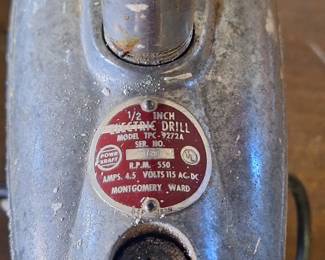 1/2 INCH
ELECTRIC DRILL
MODEL TPC-9272A
SER. NO.
POWR
KRAFT
UL
R.P.M. 550
AMPS. 4.5 VOLTS 115 AC-DC
MONTGOMERY WARD